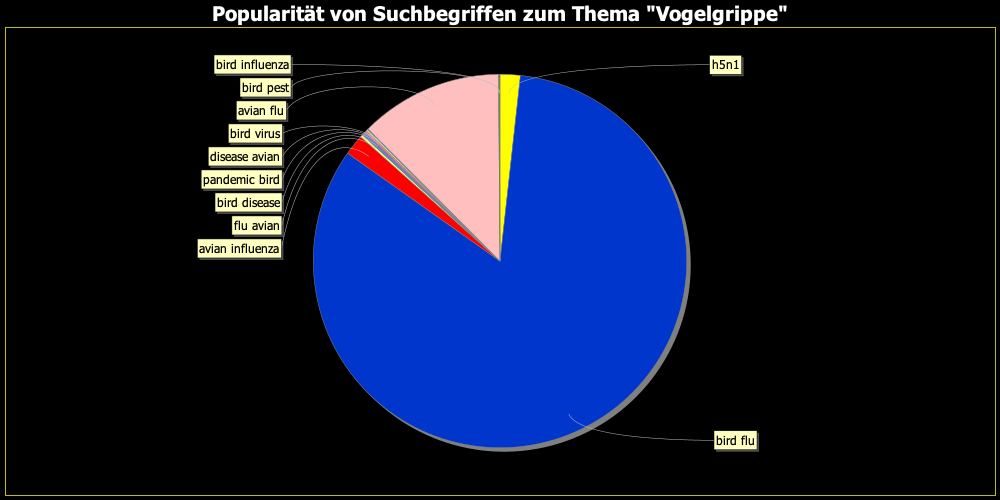 Popularität von Suchbegriffen zum Thema "Vogelgrippe"
bird influenza
h5n1
bird pest
avian flu
bird virus
disease avian
pandemic bird
bird disease
flu avian
avian influenza
bird flu